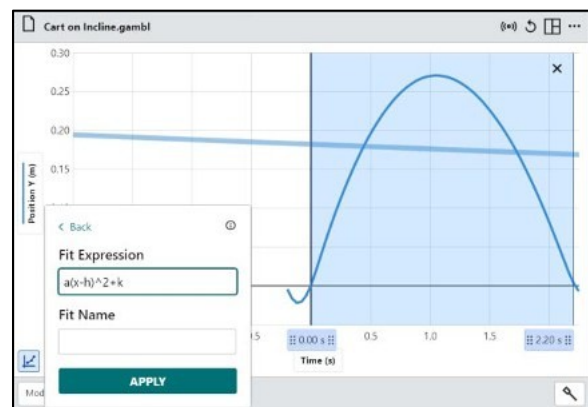 Cart on Incline.gambl
0.30
0.25
0.20
0.15
Position Y (m)
< Back
Fit Expression
a(x-h)^2+k
Fit Name
APPLY
5
0.00 s
0.5
1.0
1.5
2.20 s
Time (s)
Mod